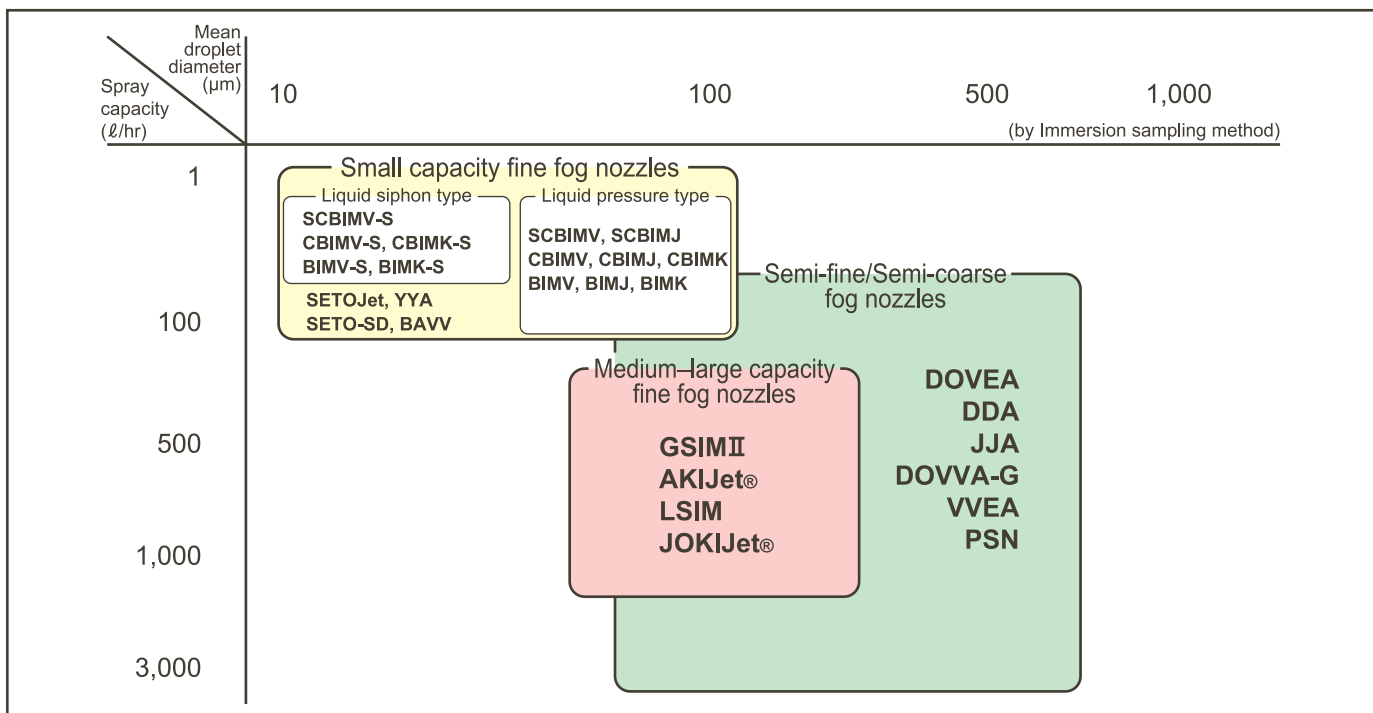 Mean
droplet
diameter
(µm)
Spray
capacity
(ℓ/hr)
10 100 500 1,000
(by Immersion sampling method)
1
100
500
1,000
3,000
Small capacity fine fog nozzles
Liquid siphon type
SCBIMV-S
CBIMV-S, CBIMK-S
BIMV-S, BIMK-S
SETOJet, YYA
SETO-SD, BAVV
Liquid pressure type
SCBIMV, SCBIMJ
CBIMV, CBIMJ, CBIMK
BIMV, BIMJ, BIMK
Semi-fine/Semi-coarse
fog nozzles
DOVEA
DDA
JJA
DOVVA-G
VVEA
PSN
Medium–large capacity
fine fog nozzles
GSIMⅡ
AKIJet®
LSIM
JOKIJet®